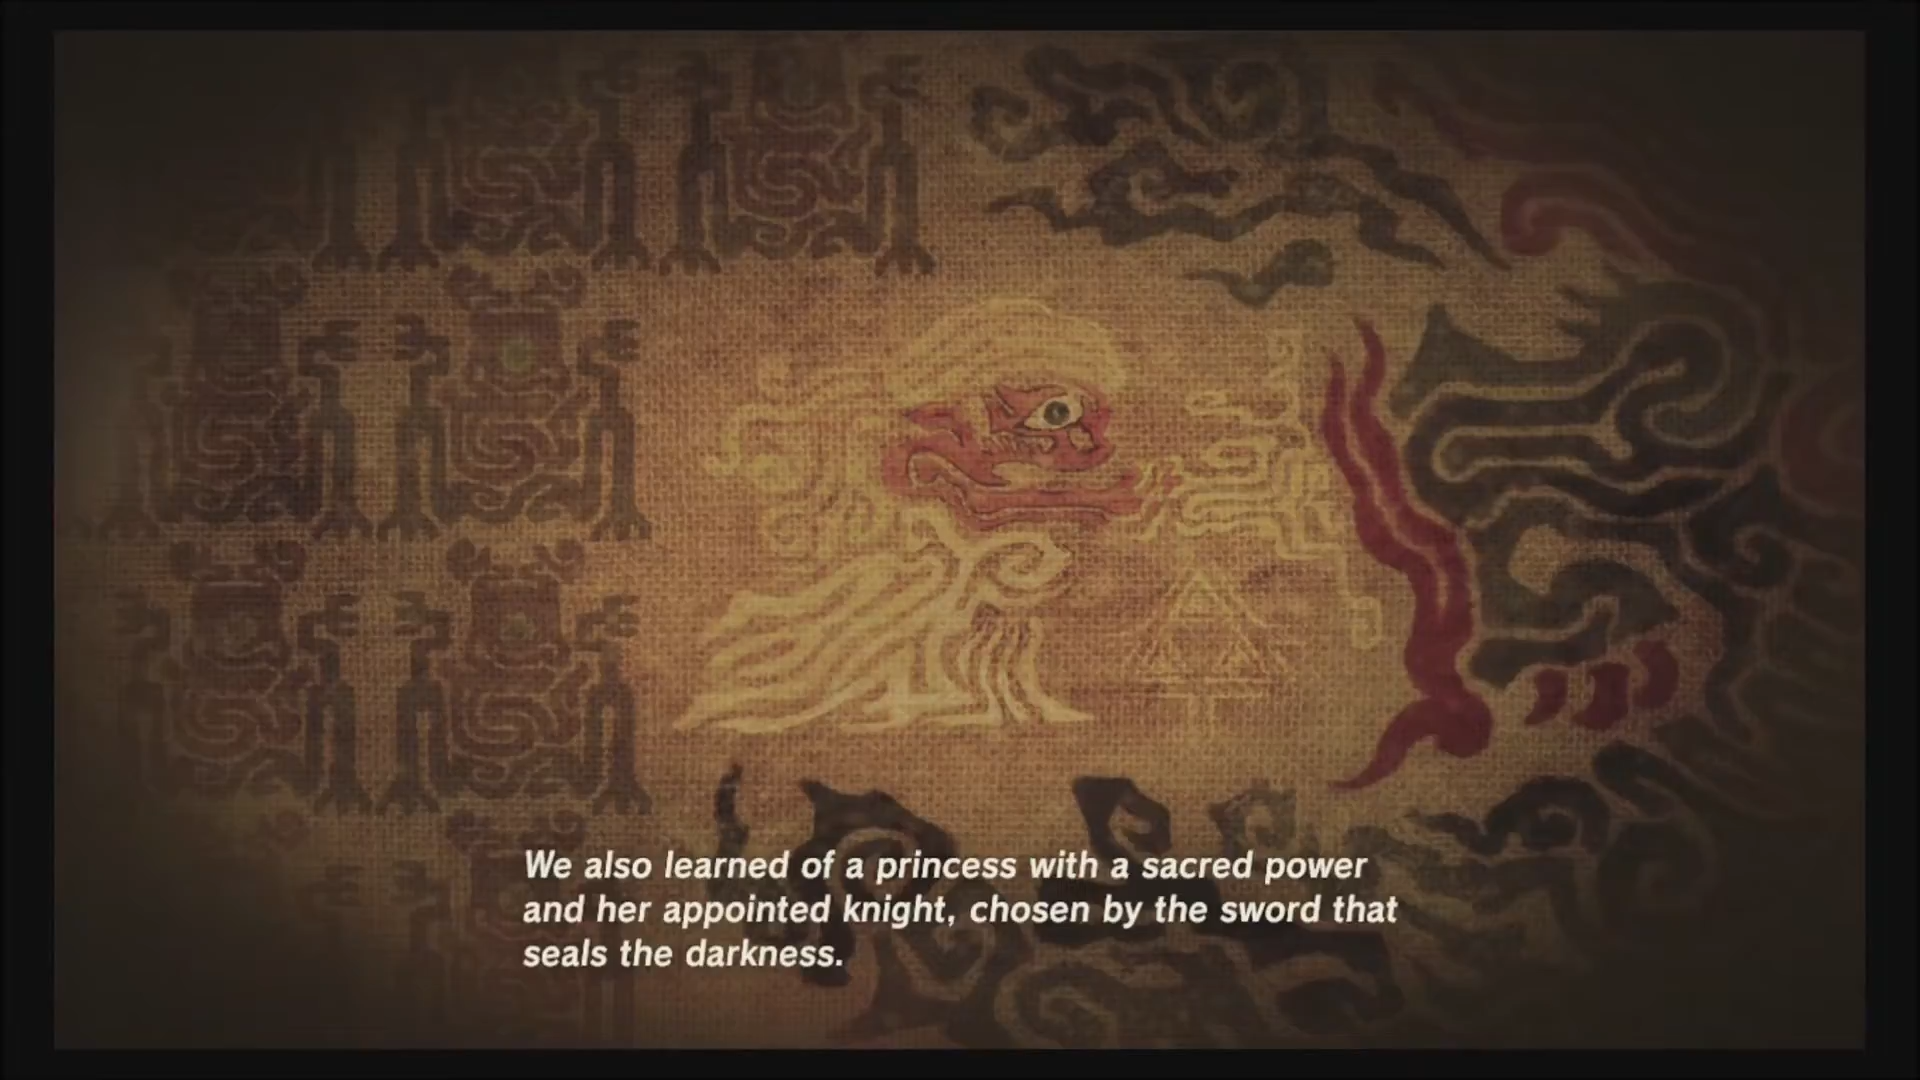 We also learned of a princess with a sacred power
and her appointed knight, chosen by the sword that
seals the darkness.